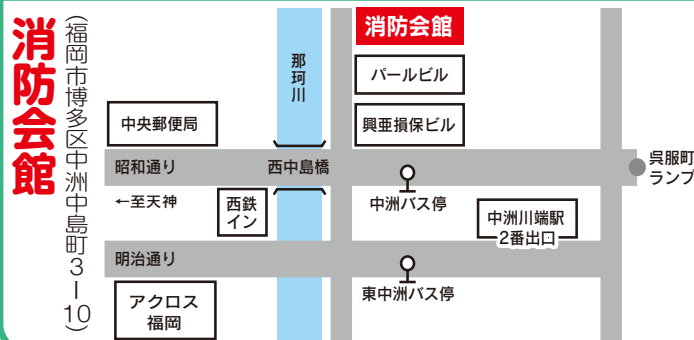 消防会館
(福岡市博多区中洲中島町3ー10)
消防会館
那珂川
パールビル
中央郵便局
興亜損保ビル
昭和通り
西中島橋
呉服町
ランプ
←至天神
西鉄
イン
中洲バス停
中洲川端駅
2番出口
明治通り
東中洲バス停
アクロス
福岡